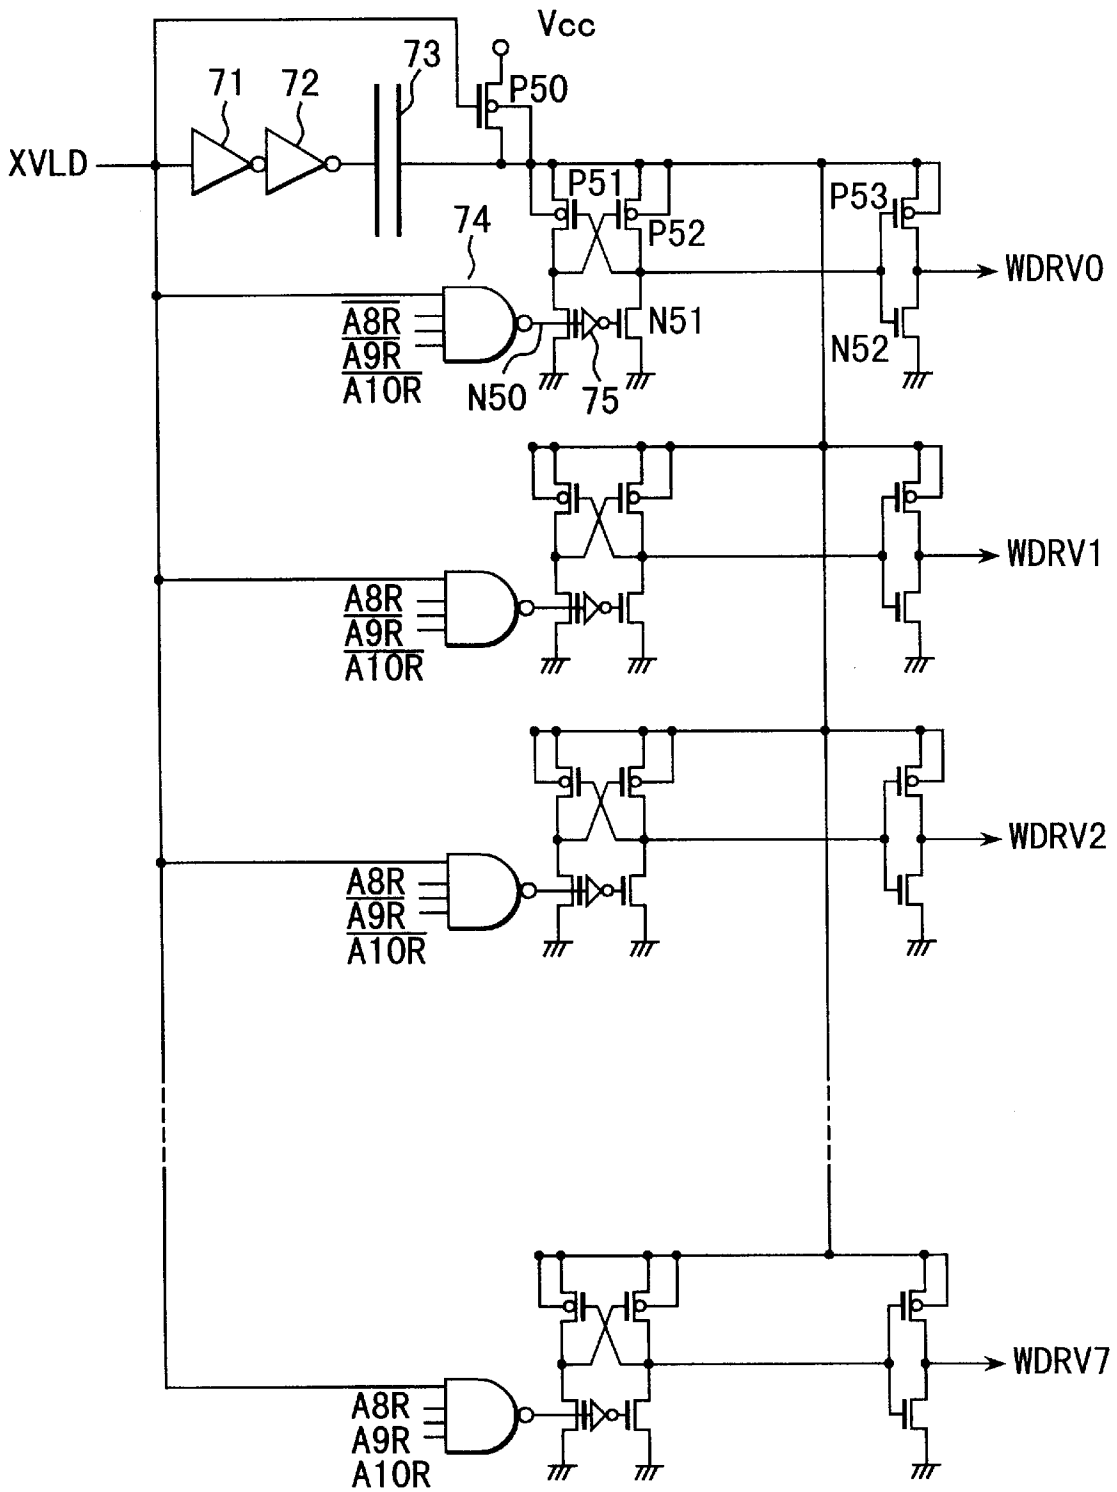 Vcc
73
71
72
P50
XVLD
P51
P53
74
P52
WDRV0
A8R
N51
A9R
N52
A10R
N50
75
WDRV1
A8R
A9R
A10R
WDRV2
A8R
A9R
A10R
WDRV7
A8R
A9R
A10R